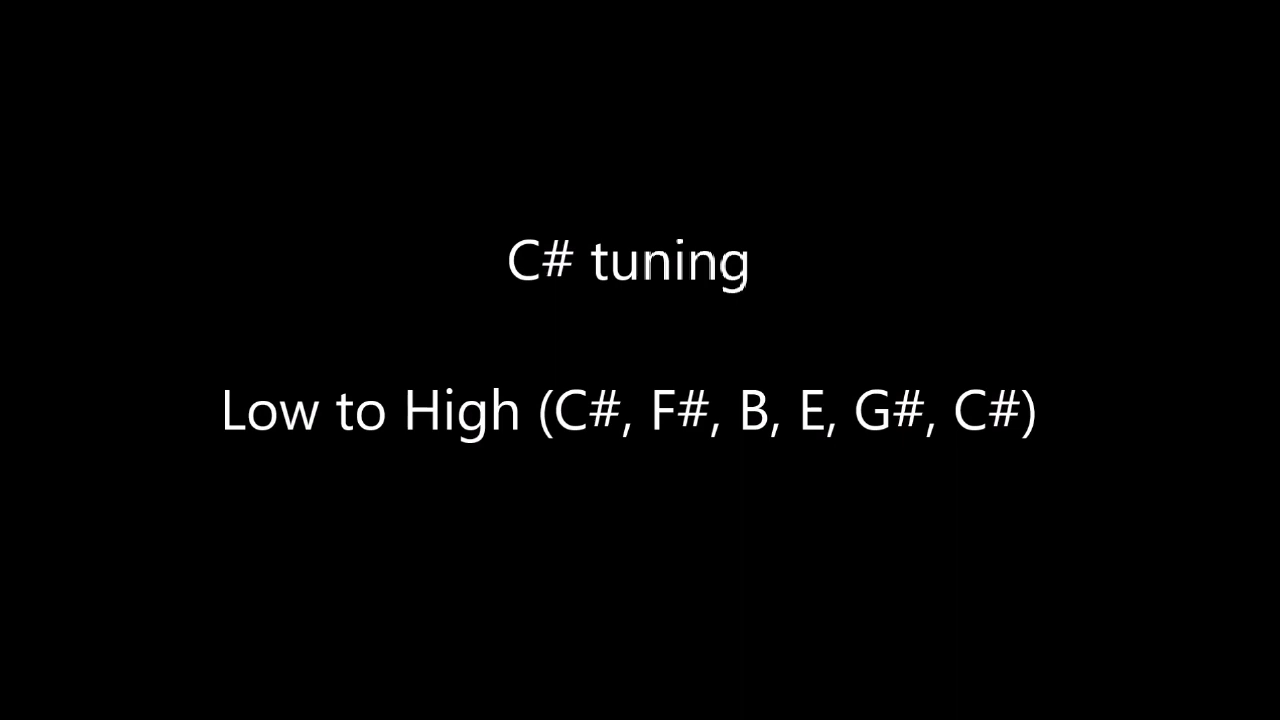 C# tuning
Low to High (C#, F#, B, E, G#, C#)